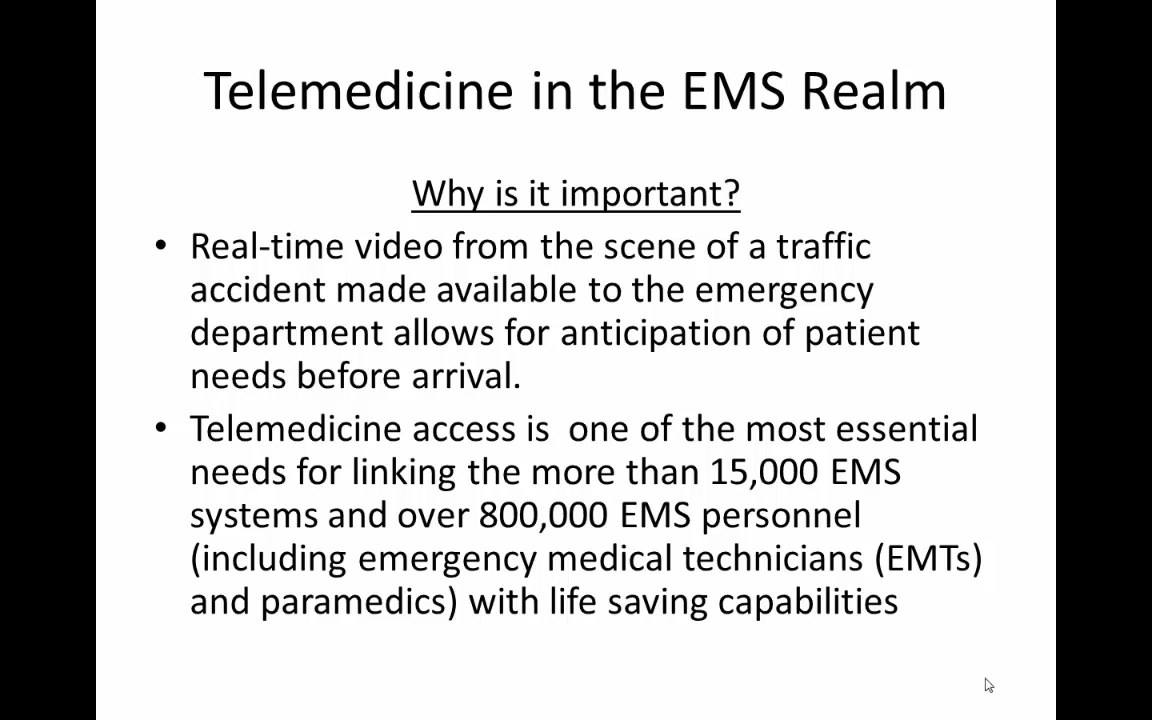 Telemedicine in the EMS Realm
Why is it important?
• Real-time video from the scene of a traffic
accident made available to the emergency
department allows for anticipation of patient
needs before arrival.
• Telemedicine access is  one of the most essential
needs for linking the more than 15,000 EMS
systems and over 800,000 EMS personnel
(including emergency medical technicians (EMTs)
and paramedics) with life saving capabilities